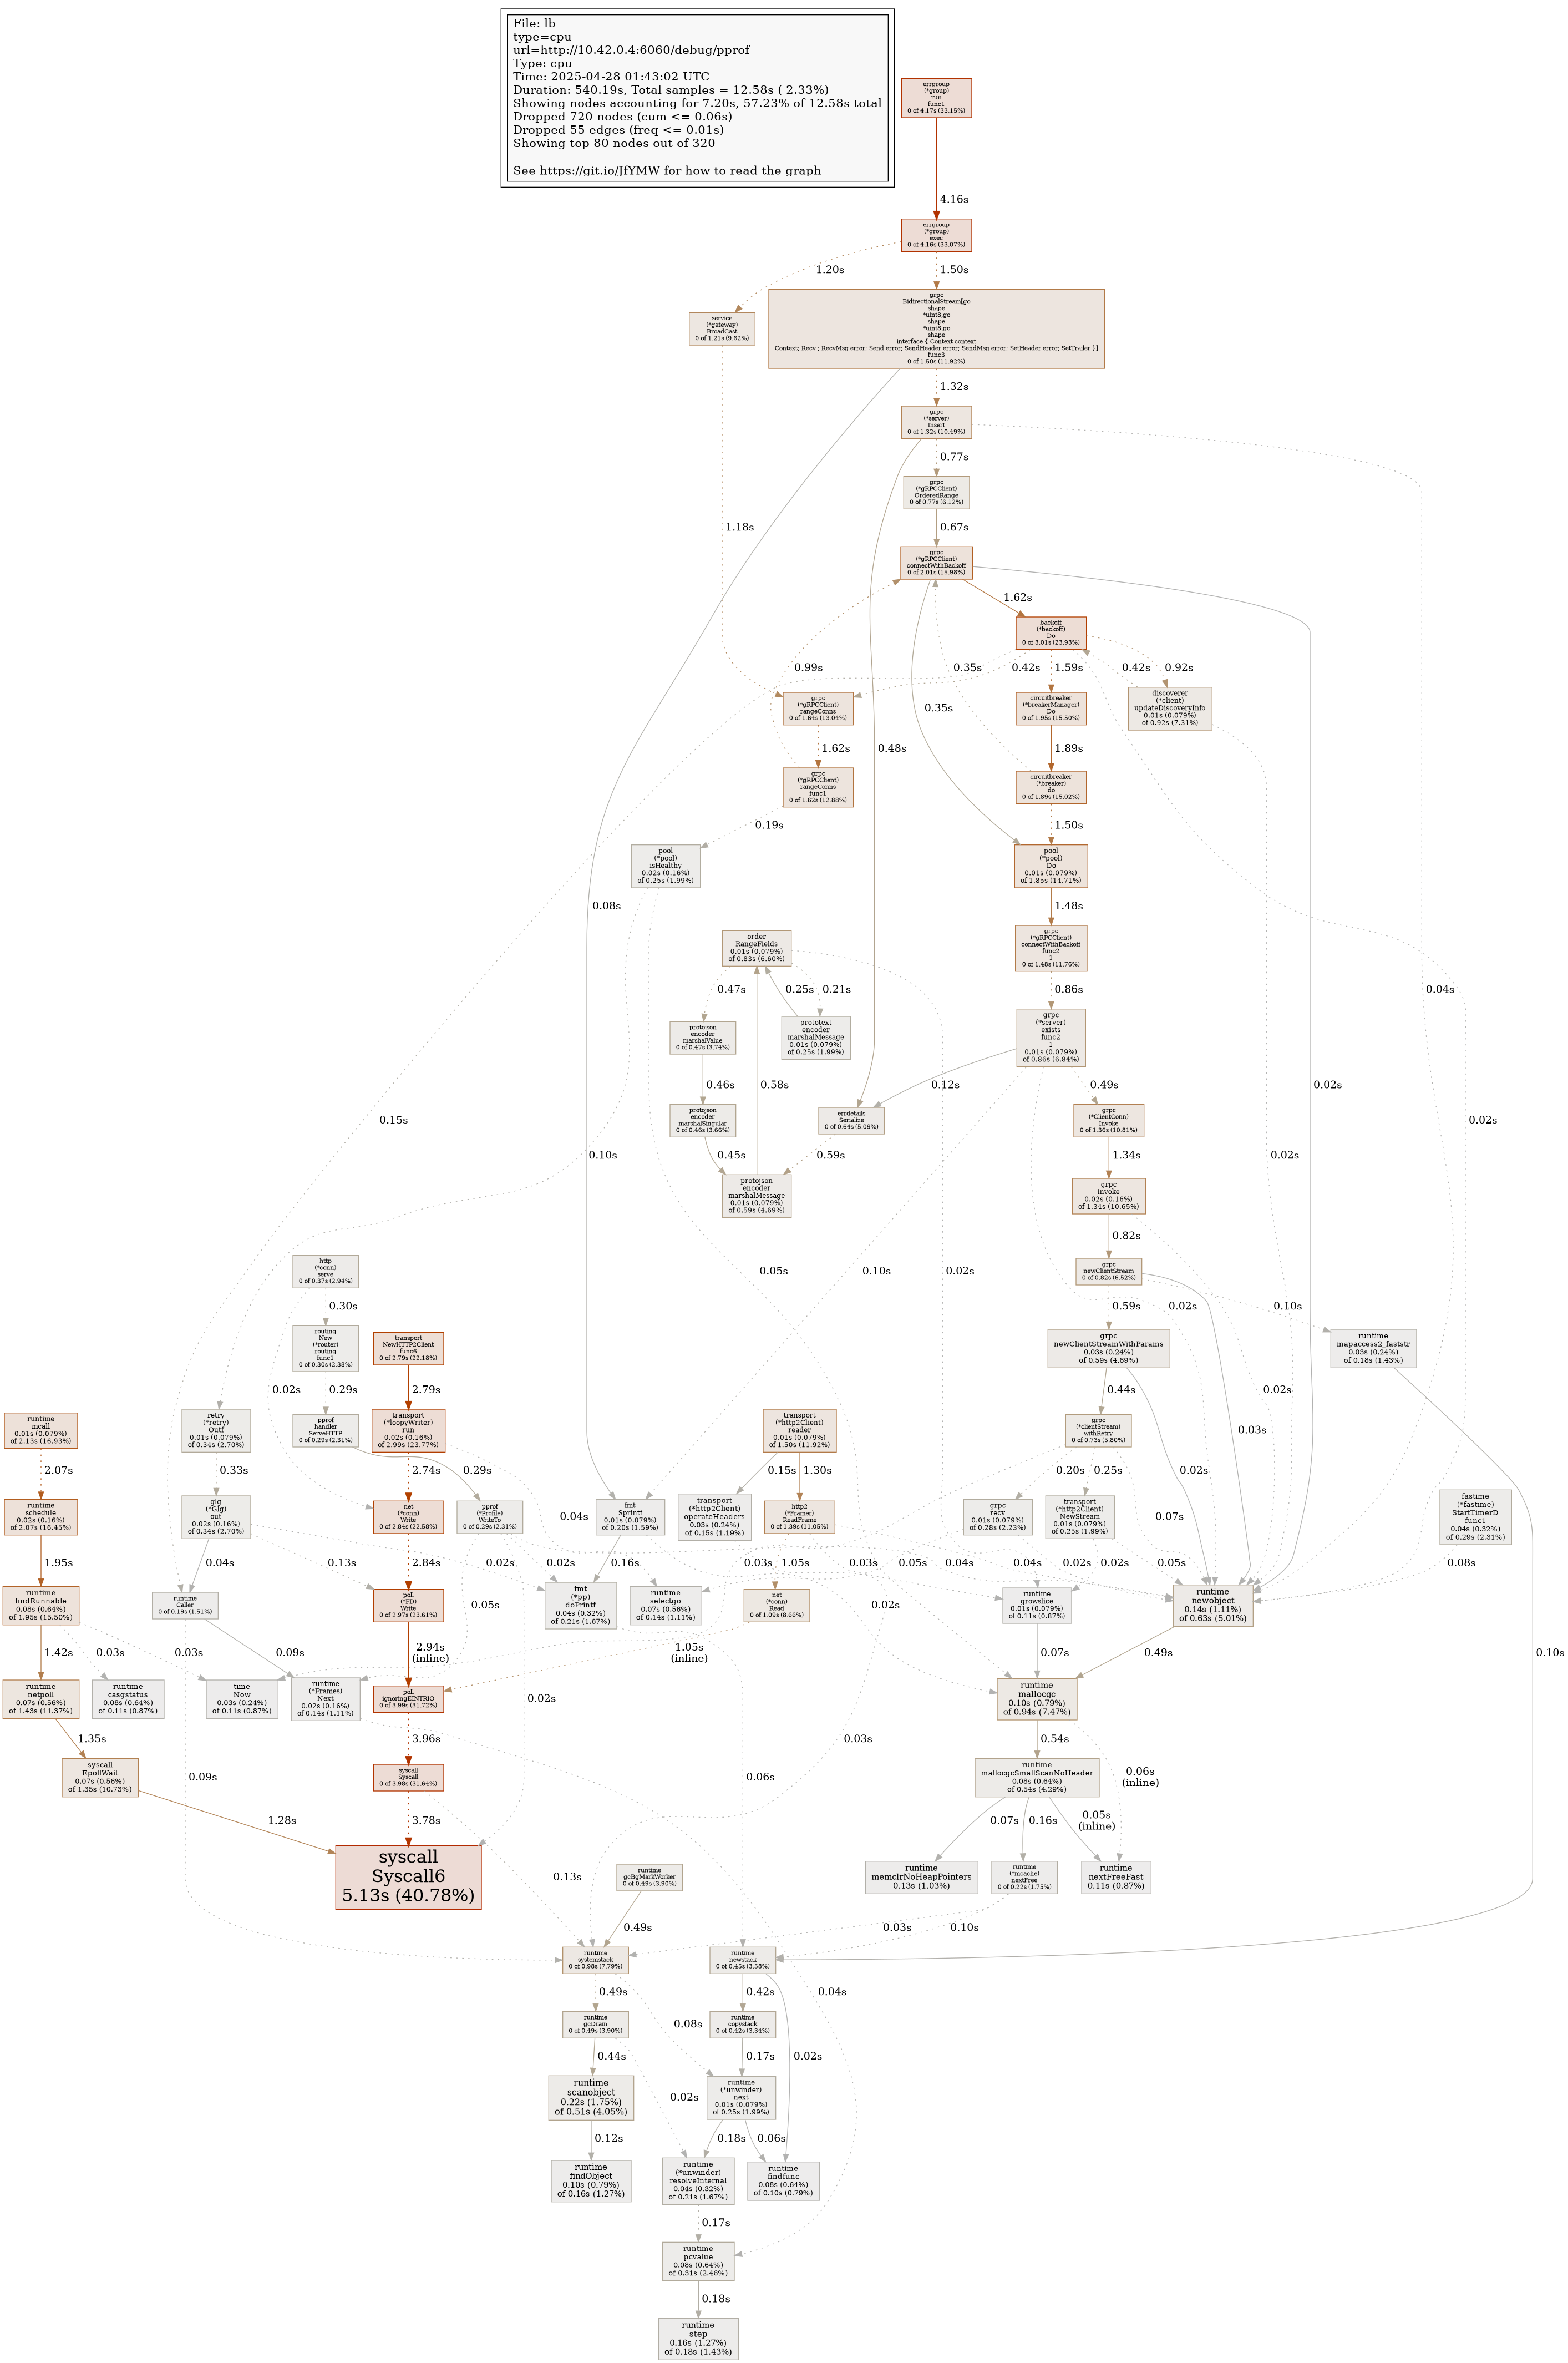 File: lb
type=cpu
url=http://10.42.0.4:6060/debug/pprof
Type: cpu
Time: 2025-04-28 01:43:02 UTC
Duration: 540.19s, Total samples = 12.58s ( 2.33%)
Showing nodes accounting for 7.20s, 57.23% of 12.58s total
Dropped 720 nodes (cum <= 0.06s)
Dropped 55 edges (freq <= 0.01s)
Showing top 80 nodes out of 320
See https://git.io/JfYMW for how to read the graph
errgroup
(*group)
run
func1
0 of 4.17s (33.15%)
4.16s
errgroup
(*group)
exec
0 of 4.16s (33.07%)
1.20s
1.50s
service
(*gateway)
BroadCast
0 of 1.21s (9.62%)
grpc
BidirectionalStream[go
shape
*uint8,go
shape
*uint8,go
shape
interface { Context context
Context; Recv ; RecvMsg error; Send error; SendHeader error; SendMsg error; SetHeader error; SetTrailer }]
func3
0 of 1.50s (11.92%)
1.32s
grpc
(*server)
Insert
0 of 1.32s (10.49%)
0.77s
grpc
(*gRPCClient)
OrderedRange
0 of 0.77s (6.12%)
1.18s
0.67s
grpc
(*gRPCClient)
connectWithBackoff
0 of 2.01s (15.98%)
1.62s
backoff
(*backoff)
Do
0 of 3.01s (23.93%)
0.99s
0.35s
0.42s
1.59s
0.42s
0.92s
grpc
(*gRPCClient)
rangeConns
0 of 1.64s (13.04%)
circuitbreaker
(*breakerManager)
Do
0 of 1.95s (15.50%)
discoverer
(*client)
updateDiscoveryInfo
0.01s (0.079%)
of 0.92s (7.31%)
0.35s
0.48s
1.62s
1.89s
grpc
(*gRPCClient)
rangeConns
func1
0 of 1.62s (12.88%)
circuitbreaker
(*breaker)
do
0 of 1.89s (15.02%)
0.19s
1.50s
pool
(*pool)
isHealthy
0.02s (0.16%)
of 0.25s (1.99%)
pool
(*pool)
Do
0.01s (0.079%)
of 1.85s (14.71%)
0.08s
1.48s
order
RangeFields
0.01s (0.079%)
of 0.83s (6.60%)
grpc
(*gRPCClient)
connectWithBackoff
func2
1
0 of 1.48s (11.76%)
0.47s
0.25s
0.21s
0.86s
0.04s
protojson
encoder
marshalValue
0 of 0.47s (3.74%)
prototext
encoder
marshalMessage
0.01s (0.079%)
of 0.25s (1.99%)
grpc
(*server)
exists
func2
1
0.01s (0.079%)
of 0.86s (6.84%)
0.46s
0.58s
0.12s
0.49s
0.02s
0.15s
0.02s
protojson
encoder
marshalSingular
0 of 0.46s (3.66%)
errdetails
Serialize
0 of 0.64s (5.09%)
grpc
(*ClientConn)
Invoke
0 of 1.36s (10.81%)
0.10s
0.45s
0.59s
1.34s
0.02s
protojson
encoder
marshalMessage
0.01s (0.079%)
of 0.59s (4.69%)
grpc
invoke
0.02s (0.16%)
of 1.34s (10.65%)
0.82s
http
(*conn)
serve
0 of 0.37s (2.94%)
0.05s
0.10s
0.02s
grpc
newClientStream
0 of 0.82s (6.52%)
0.30s
0.59s
0.02s
0.10s
routing
New
(*router)
routing
func1
0 of 0.30s (2.38%)
transport
NewHTTP2Client
func6
0 of 2.79s (22.18%)
grpc
newClientStreamWithParams
0.03s (0.24%)
of 0.59s (4.69%)
runtime
mapaccess2_faststr
0.03s (0.24%)
of 0.18s (1.43%)
0.02s
0.29s
2.79s
0.44s
0.02s
runtime
mcall
0.01s (0.079%)
of 2.13s (16.93%)
retry
(*retry)
Outf
0.01s (0.079%)
of 0.34s (2.70%)
pprof
handler
ServeHTTP
0 of 0.29s (2.31%)
transport
(*loopyWriter)
run
0.02s (0.16%)
of 2.99s (23.77%)
transport
(*http2Client)
reader
0.01s (0.079%)
of 1.50s (11.92%)
grpc
(*clientStream)
withRetry
0 of 0.73s (5.80%)
0.03s
2.07s
0.33s
0.29s
2.74s
0.15s
1.30s
0.20s
0.25s
0.02s
runtime
schedule
0.02s (0.16%)
of 2.07s (16.45%)
glg
(*Glg)
out
0.02s (0.16%)
of 0.34s (2.70%)
net
(*conn)
Write
0 of 2.84s (22.58%)
pprof
(*Profile)
WriteTo
0 of 0.29s (2.31%)
0.04s
fmt
Sprintf
0.01s (0.079%)
of 0.20s (1.59%)
transport
(*http2Client)
operateHeaders
0.03s (0.24%)
of 0.15s (1.19%)
http2
(*Framer)
ReadFrame
0 of 1.39s (11.05%)
grpc
recv
0.01s (0.079%)
of 0.28s (2.23%)
transport
(*http2Client)
NewStream
0.01s (0.079%)
of 0.25s (1.99%)
0.07s
fastime
(*fastime)
StartTimerD
func1
0.04s (0.32%)
of 0.29s (2.31%)
1.95s
0.04s
0.13s
2.84s
0.02s
0.02s
0.16s
0.03s
1.05s
0.03s
0.05s
0.04s
0.04s
0.02s
0.02s
0.05s
0.08s
runtime
findRunnable
0.08s (0.64%)
of 1.95s (15.50%)
runtime
Caller
0 of 0.19s (1.51%)
poll
(*FD)
Write
0 of 2.97s (23.61%)
0.05s
fmt
(*pp)
doPrintf
0.04s (0.32%)
of 0.21s (1.67%)
runtime
selectgo
0.07s (0.56%)
of 0.14s (1.11%)
net
(*conn)
Read
0 of 1.09s (8.66%)
0.02s
runtime
growslice
0.01s (0.079%)
of 0.11s (0.87%)
runtime
newobject
0.14s (1.11%)
of 0.63s (5.01%)
1.42s
0.03s
0.03s
0.09s
2.94s
(inline)
1.05s
(inline)
0.07s
0.49s
0.10s
runtime
netpoll
0.07s (0.56%)
of 1.43s (11.37%)
runtime
casgstatus
0.08s (0.64%)
of 0.11s (0.87%)
time
Now
0.03s (0.24%)
of 0.11s (0.87%)
runtime
(*Frames)
Next
0.02s (0.16%)
of 0.14s (1.11%)
poll
ignoringEINTRIO
0 of 3.99s (31.72%)
0.02s
runtime
mallocgc
0.10s (0.79%)
of 0.94s (7.47%)
1.35s
3.96s
0.03s
0.54s
syscall
EpollWait
0.07s (0.56%)
of 1.35s (10.73%)
0.09s
syscall
Syscall
0 of 3.98s (31.64%)
0.06s
runtime
mallocgcSmallScanNoHeader
0.08s (0.64%)
of 0.54s (4.29%)
0.06s
(inline)
1.28s
3.78s
0.07s
0.16s
0.05s
(inline)
syscall
Syscall6
5.13s (40.78%)
0.13s
runtime
gcBgMarkWorker
0 of 0.49s (3.90%)
runtime
memclrNoHeapPointers
0.13s (1.03%)
runtime
(*mcache)
nextFree
0 of 0.22s (1.75%)
runtime
nextFreeFast
0.11s (0.87%)
0.49s
0.03s
0.10s
runtime
systemstack
0 of 0.98s (7.79%)
runtime
newstack
0 of 0.45s (3.58%)
0.49s
0.08s
0.42s
0.02s
0.04s
runtime
gcDrain
0 of 0.49s (3.90%)
runtime
copystack
0 of 0.42s (3.34%)
0.44s
0.02s
0.17s
runtime
scanobject
0.22s (1.75%)
of 0.51s (4.05%)
runtime
(*unwinder)
next
0.01s (0.079%)
of 0.25s (1.99%)
0.12s
0.18s
0.06s
runtime
findObject
0.10s (0.79%)
of 0.16s (1.27%)
runtime
(*unwinder)
resolveInternal
0.04s (0.32%)
of 0.21s (1.67%)
runtime
findfunc
0.08s (0.64%)
of 0.10s (0.79%)
0.17s
runtime
pcvalue
0.08s (0.64%)
of 0.31s (2.46%)
0.18s
runtime
step
0.16s (1.27%)
of 0.18s (1.43%)